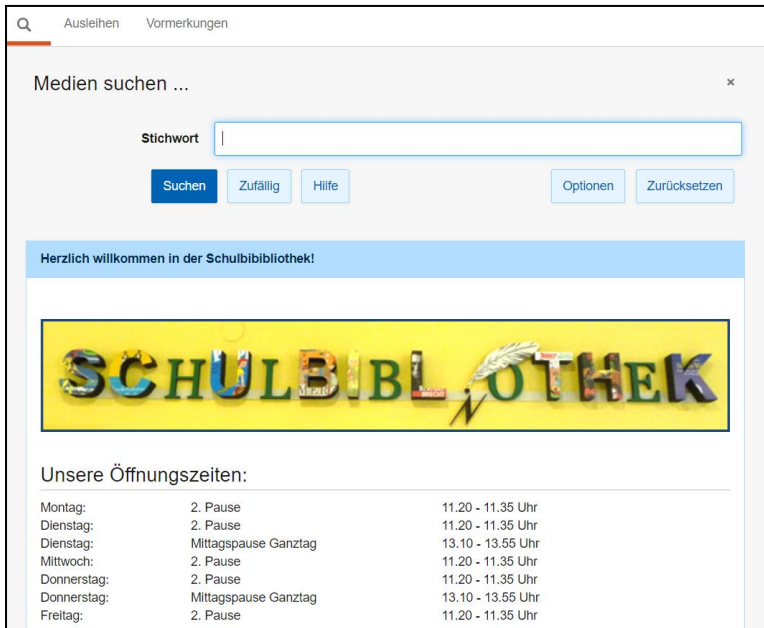 Ausleihen Vormerkungen
Medien suchen ... ×
Stichwort
Suchen Zufällig Hilfe Optionen Zurücksetzen
Herzlich willkommen in der Schulbibibliothek!
SCHULBIBLIOTHEK
Unsere Öffnungszeiten:
Montag: 2. Pause 11.20 - 11.35 Uhr
Dienstag: 2. Pause 11.20 - 11.35 Uhr
Dienstag: Mittagspause Ganztag 13.10 - 13.55 Uhr
Mittwoch: 2. Pause 11.20 - 11.35 Uhr
Donnerstag: 2. Pause 11.20 - 11.35 Uhr
Donnerstag: Mittagspause Ganztag 13.10 - 13.55 Uhr
Freitag: 2. Pause 11.20 - 11.35 Uhr